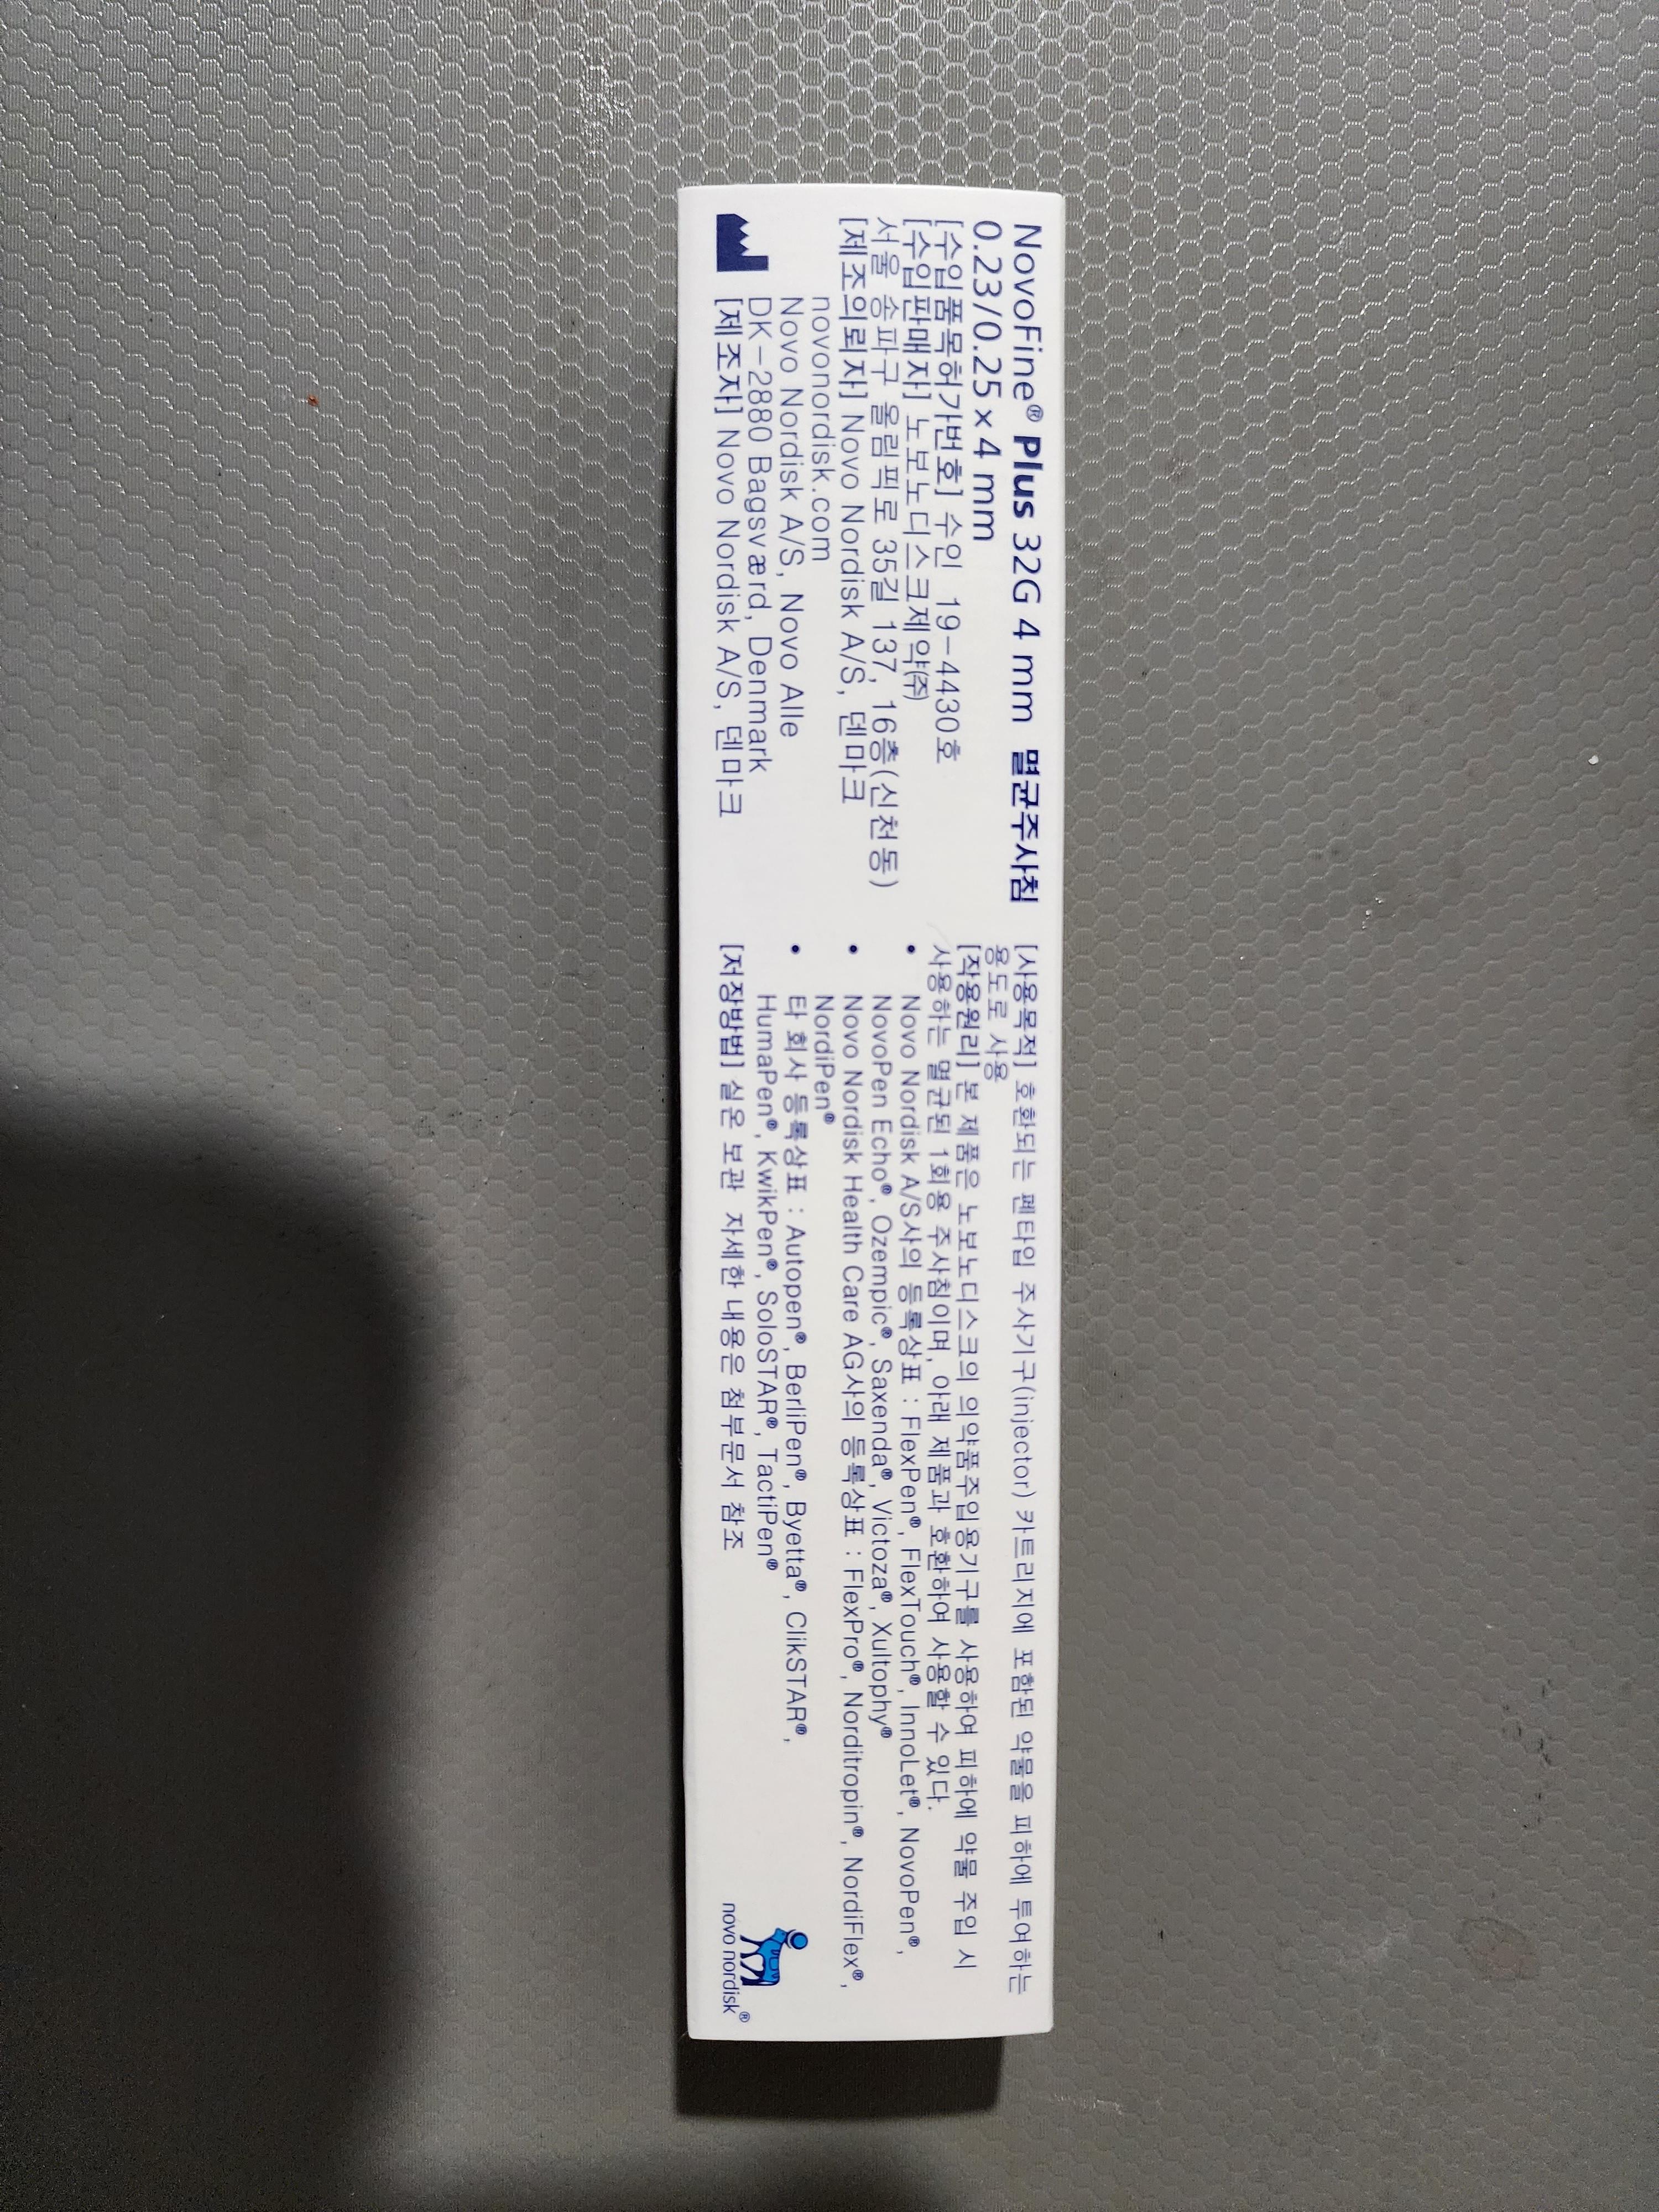 NovoFine® Plus 32G 4 mm 멸균주사침
0.23/0.25 x 4 mm
[수입품목허가번호] 수인 19-4430호
[수입판매자] 노보노디스크제약㈜
서울 송파구 올림픽로 35길 137, 16층(신천동)
[제조의뢰자] Novo Nordisk A/S, 덴마크
novonordisk.com
Novo Nordisk A/S, Novo Alle
DK-2880 Bagsværd, Denmark
[제조자] Novo Nordisk A/S, 덴마크
[사용목적] 호환되는 펜타입 주사기구(injector) 카트리지에 포함된 약물을 피하에 투여하는
용도로 사용
[작용원리] 본 제품은 노보노디스크의 의약품주입용기구를 사용하여 피하에 약물 주입 시
사용하는 멸균된 1회용 주사침이며, 아래 제품과 호환하여 사용할 수 있다.
• Novo Nordisk A/S사의 등록상표 : FlexPen®, FlexTouch®, InnoLet®, NovoPen®,
NovoPen Echo®, Ozempic®, Saxenda®, Victoza®, Xultophy®
• Novo Nordisk Health Care AG사의 등록상표 : FlexPro®, Norditropin®, NordiFlex®,
NordiPen®
• 타 회사 등록상표 : Autopen®, BerliPen®, Byetta®, ClikSTAR®,
HumaPen®, KwikPen®, SoloSTAR®, TactiPen®
[저장방법] 실온 보관 자세한 내용은 첨부문서 참조
novo nordisk®